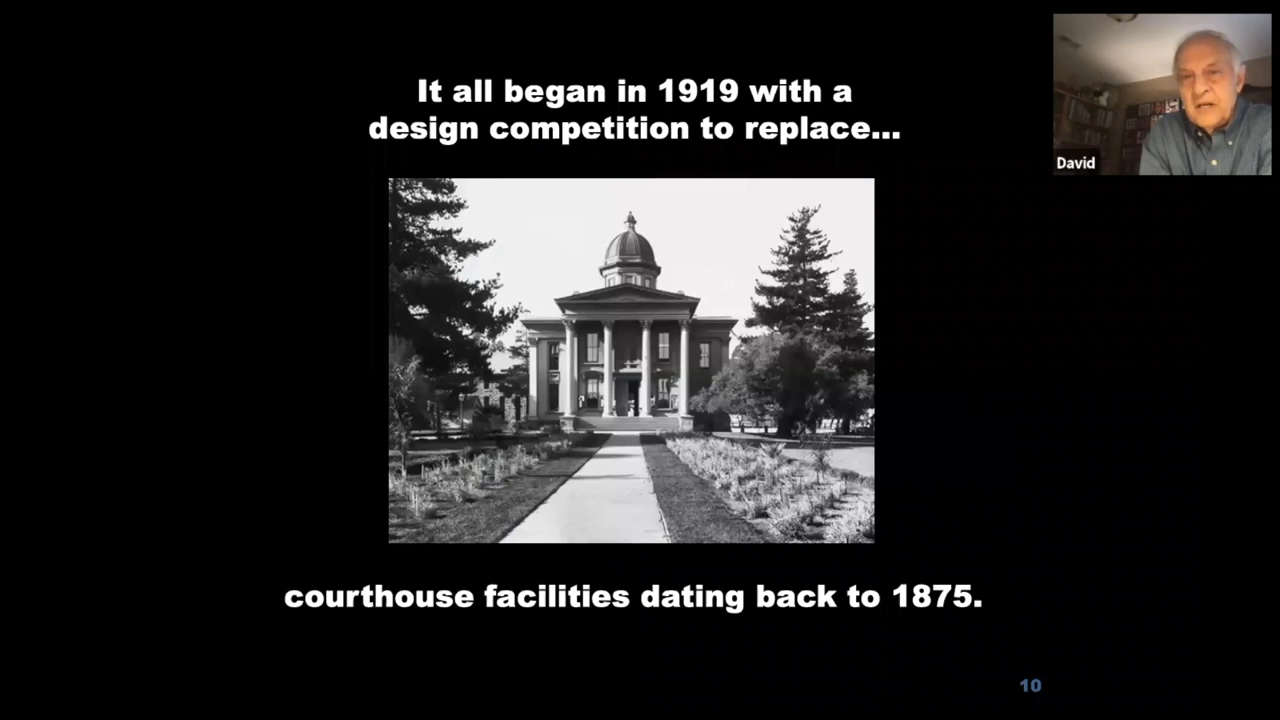 It all began in 1919 with a
design competition to replace...
David
courthouse facilities dating back to 1875.
10